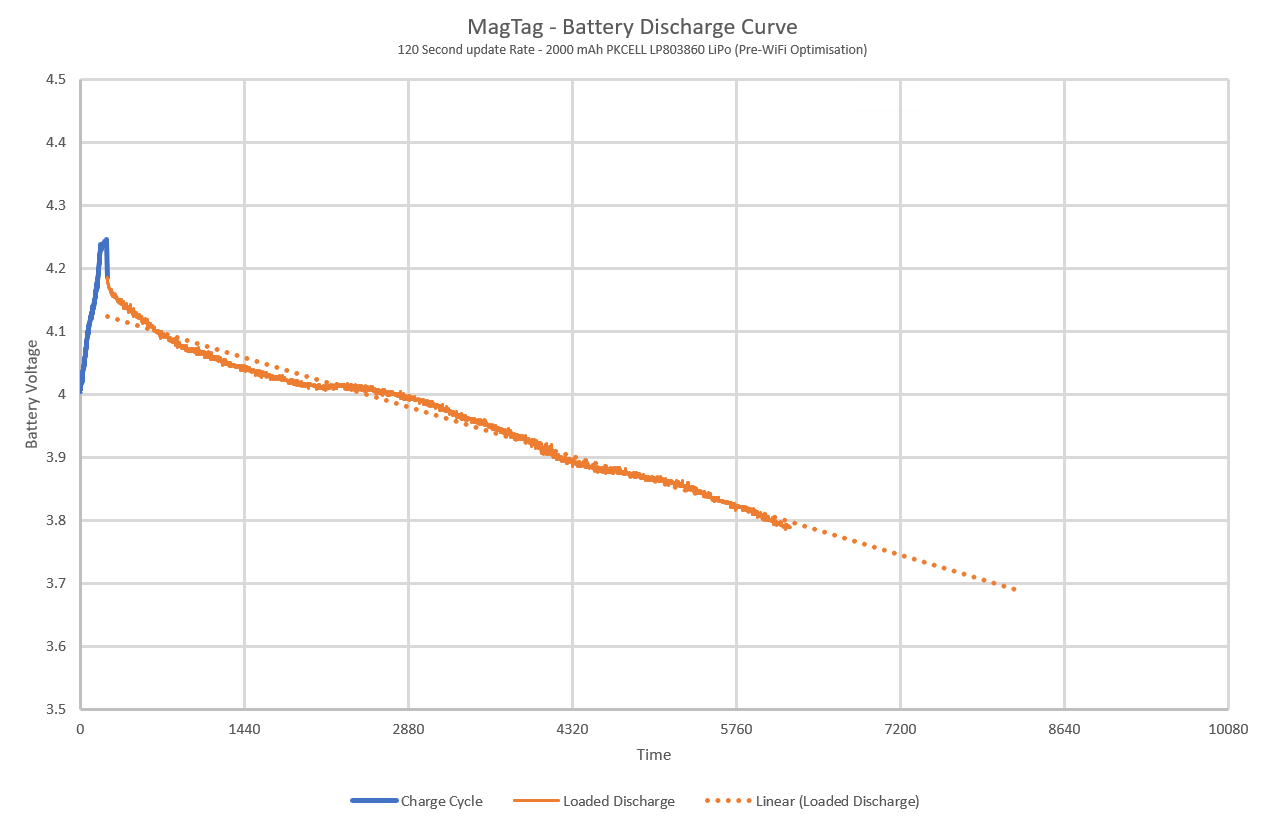 MagTag - Battery Discharge Curve
120 Second update Rate - 2000 mAh PKCELL LP803860 LiPo (Pre-WiFi Optimisation)
4.5
4.4
4.3
4.2
4.1
4
3.9
3.8
3.7
3.6
3.5
Battery Voltage
0 1440 2880 4320 5760 7200 8640 10080
Time
Charge Cycle Loaded Discharge Linear (Loaded Discharge)